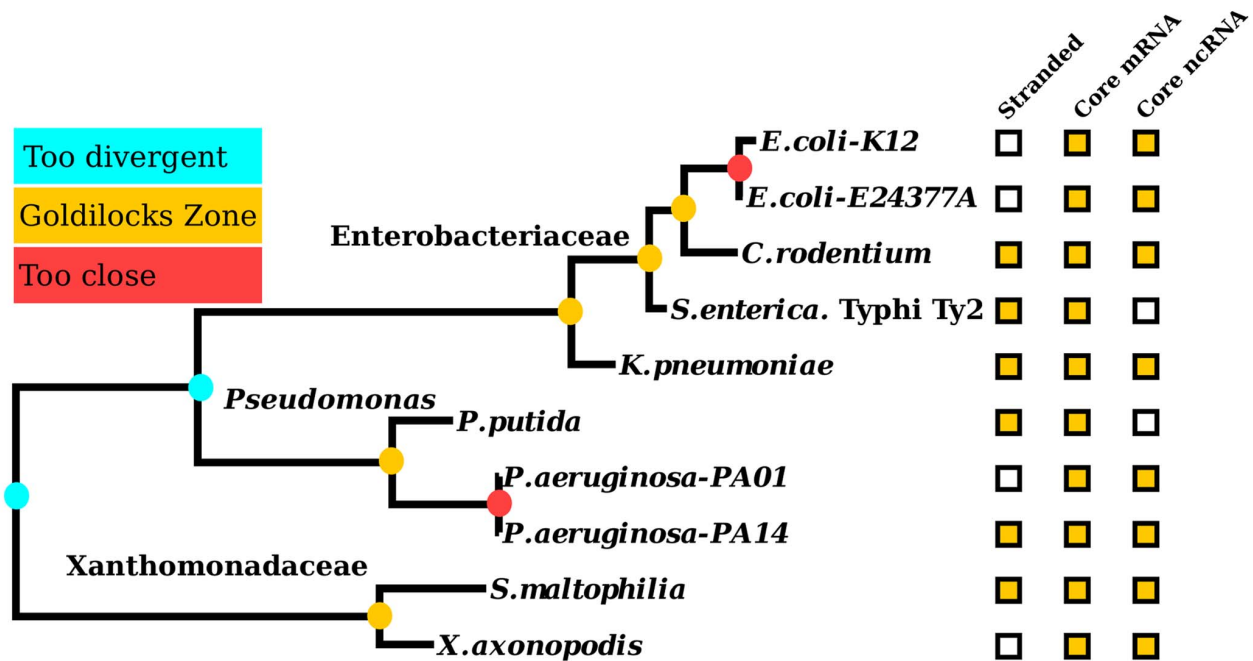 Stranded
Core mRNA
Core ncRNA
Too divergent
Goldilocks Zone
Too close
E.coli-K12
E.coli-E24377A
Enterobacteriaceae
C.rodentium
S.enterica. Typhi Ty2
K.pneumoniae
Pseudomonas
P.putida
P.aeruginosa-PA01
P.aeruginosa-PA14
Xanthomonadaceae
S.maltophilia
X.axonopodis